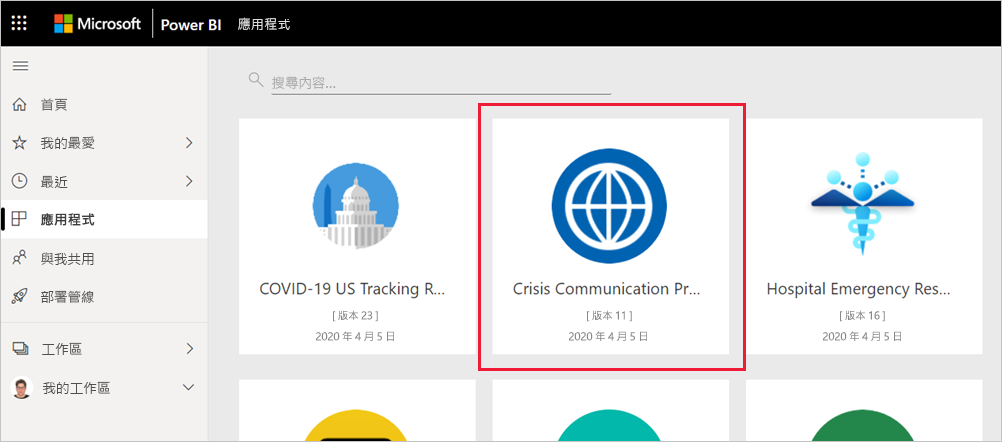 Microsoft Power BI 應用程式
搜尋內容...
首頁
我的最愛
最近
應用程式
與我共用
部署管線
工作區
我的工作區
COVID-19 US Tracking R...
[ 版本 23 ]
2020 年 4 月 5 日
Crisis Communication Pr...
[ 版本 11 ]
2020 年 4 月 5 日
Hospital Emergency Res...
[ 版本 16 ]
2020 年 4 月 5 日